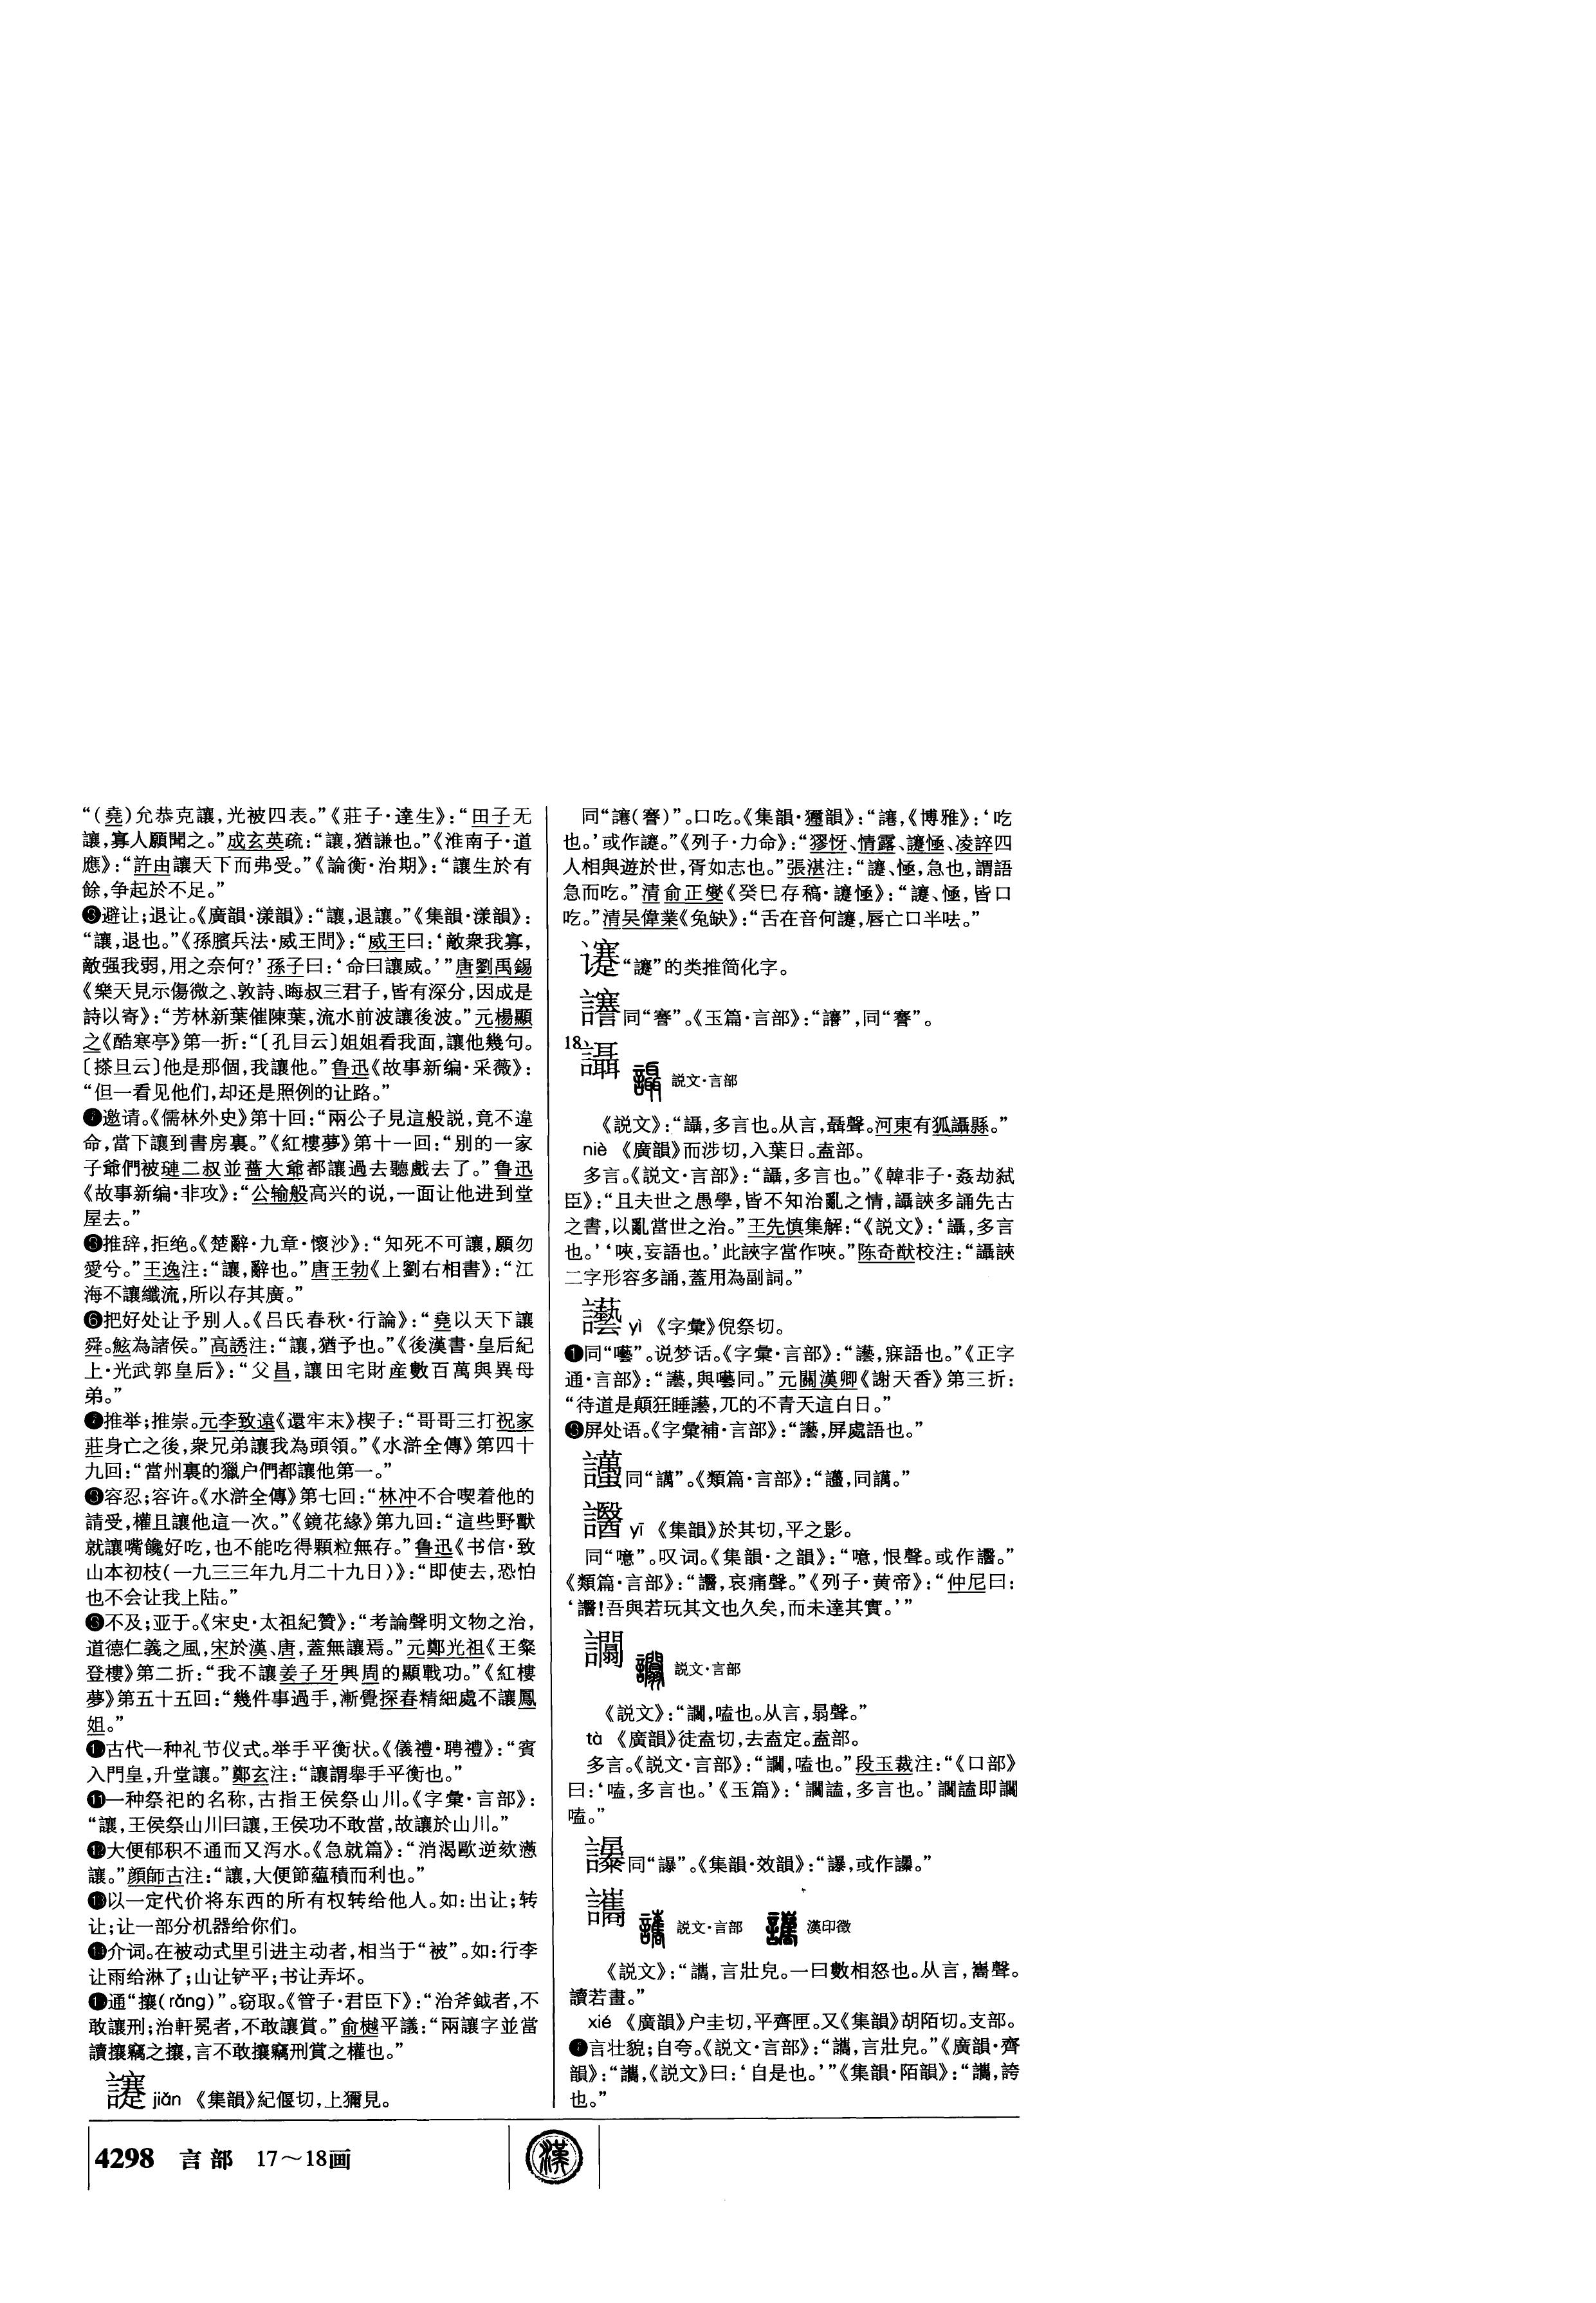 “(堯)允恭克讓，光被四表。”《莊子·達生》：“田子无
讓，寡人願聞之。”成玄英疏：“讓，猶謙也。”《淮南子·道
應》：“許由讓天下而弗受。”《論衡·治期》：“讓生於有
餘，争起於不足。”
❸避让；退让。《廣韻·漾韻》：“讓，退讓。”《集韻·漾韻》：
“讓，退也。”《孫臏兵法·威王問》：“威王曰：‘敵衆我寡，
敵强我弱，用之奈何？’孫子曰：‘命曰讓威。’”唐劉禹錫
《樂天見示傷微之、敦詩、晦叔三君子，皆有深分，因成是
詩以寄》：“芳林新葉催陳葉，流水前波讓後波。”元楊顯
之《酷寒亭》第一折：“〔孔目云〕姐姐看我面，讓他幾句。
〔搽旦云〕他是那個，我讓他。”鲁迅《故事新编·采薇》：
“但一看见他们，却还是照例的让路。”
邀请。《儒林外史》第十回：“兩公子見這般説，竟不違
命，當下讓到書房裏。”《紅樓夢》第十一回：“别的一家
子爺們被璉二叔並薔大爺都讓過去聽戲去了。”鲁迅
《故事新编·非攻》：“公输般高兴的说，一面让他进到堂
屋去。”
推辞，拒绝。《楚辭·九章·懷沙》：“知死不可讓，願勿
愛兮。”王逸注：“讓，辭也。”唐王勃《上劉右相書》：“江
海不讓纖流，所以存其廣。”
❻把好处让予别人。《吕氏春秋·行論》：“堯以天下讓
舜。鮌為諸侯。”高誘注：“讓，猶予也。”《後漢書·皇后紀
上·光武郭皇后》：“父昌，讓田宅財産數百萬與異母
弟。”
推举；推崇。元李致遠《還牢末》楔子：“哥哥三打祝家
莊身亡之後，衆兄弟讓我為頭領。”《水滸全傳》第四十
九回：“當州裏的獵户們都讓他第一。”
容忍；容许。《水滸全傳》第七回：“林冲不合喫着他的
請受，權且讓他這一次。”《鏡花緣》第九回：“這些野獸
就讓嘴饞好吃，也不能吃得顆粒無存。”鲁迅《书信·致
山本初枝(一九三三年九月二十九日)》：“即使去，恐怕
也不会让我上陆。”
不及；亚于。《宋史·太祖紀贊》：“考論聲明文物之治，
道德仁義之風，宋於漢、唐，蓋無讓焉。”元鄭光祖《王粲
登樓》第二折：“我不讓姜子牙興周的顯戰功。”《紅樓
夢》第五十五回：“幾件事過手，漸覺探春精細處不讓鳳
姐。”
古代一种礼节仪式。举手平衡状。《儀禮·聘禮》：“賓
入門皇，升堂讓。”鄭玄注：“讓謂舉手平衡也。”
⓫一种祭祀的名称，古指王侯祭山川。《字彙·言部》：
“讓，王侯祭山川曰讓，王侯功不敢當，故讓於山川。”
⓬大便郁积不通而又泻水。《急就篇》：“消渴歐逆欬懣
讓。”顔師古注：“讓，大便節蘊積而利也。”
⓭以一定代价将东西的所有权转给他人。如：出让；转
让；让一部分机器给你们。
介词。在被动式里引进主动者，相当于“被”。如：行李
让雨给淋了；山让铲平；书让弄坏。
通“攘(rǎng)”。窃取。《管子·君臣下》：“治斧鉞者，不
敢讓刑；治軒冕者，不敢讓賞。”俞樾平議：“兩讓字並當
讀攘竊之攘，言不敢攘竊刑賞之權也。”
jiǎn 《集韻》紀偃切，上獮見。
同“謇”。口吃。《集韻·獮韻》：“《博雅》：‘吃
也。’或作。”《列子·力命》：“㺒㤉、情露、㥛、凌誶四
人相與遊於世，胥如志也。”張湛注：“㥛，急也，謂語
急而吃。”清俞正燮《癸巳存稿·㥛》：“㥛，皆口
吃。”清吴偉業《兔缺》：“舌在音何，唇亡口半呿。”
“”的类推简化字。
同“謇”。《玉篇·言部》：“”，同“謇”。
18
讘 説文·言部
《説文》：“讘，多言也。从言，聶聲。河東有狐讘縣。”
niè 《廣韻》而涉切，入葉日。盍部。
多言。《説文·言部》：“讘，多言也。”《韓非子·姦劫弑
臣》：“且夫世之愚學，皆不知治亂之情，讘䛟多誦先古
之書，以亂當世之治。”王先慎集解：“《説文》：‘讘，多言
也。’‘唊，妄語也。’此䛟字當作唊。”陈奇猷校注：“讘䛟
二字形容多誦，蓋用為副詞。”
讛 yì 《字彙》倪祭切。
❶同“囈”。说梦话。《字彙·言部》：“讛，寐語也。”《正字
通·言部》：“讛，與囈同。”元關漢卿《謝天香》第三折：
“待道是顛狂睡讛，兀的不青天這白日。”
屏处语。《字彙補·言部》：“讛，屏處語也。”
同“講”。《類篇·言部》：“，同講。”
yī 《集韻》於其切，平之影。
同“噫”。叹词。《集韻·之韻》：“噫，恨聲。或作。”
《類篇·言部》：“，哀痛聲。”《列子·黄帝》：“仲尼曰：
‘！吾與若玩其文也久矣，而未達其實。’”
 説文·言部
《説文》：“，嗑也。从言，闒聲。”
tà 《廣韻》徒盍切，去盍定。盍部。
多言。《説文·言部》：“，嗑也。”段玉裁注：“《口部》
曰：‘嗑，多言也。’《玉篇》：‘譶，多言也。’即
嗑。”
同“謈”。《集韻·效韻》：“，或作。”
讗 説文·言部 漢印徵
《説文》：“讗，言壯皃。一曰數相怒也。从言，巂聲。
讀若畫。”
xié 《廣韻》户圭切，平齊匣。又《集韻》胡陌切。支部。
言壮貌；自夸。《説文·言部》：“讗，言壯皃。”《廣韻·齊
韻》：“讗，《説文》曰：‘自是也。’”《集韻·陌韻》：“讗，誇
也。”
4298 言部 17～18画
漢